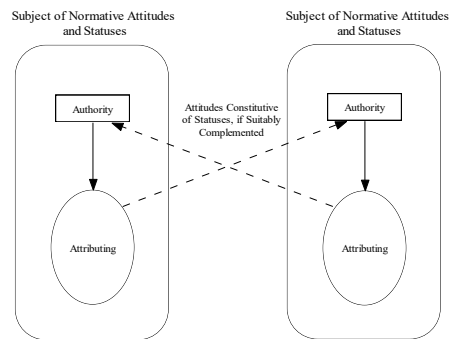 Subject of Normative Attitudes
and Statuses
Subject of Normative Attitudes
and Statuses
Authority
Attitudes Constitutive
of Statuses, if Suitably
Complemented
Authority
Attributing
Attributing